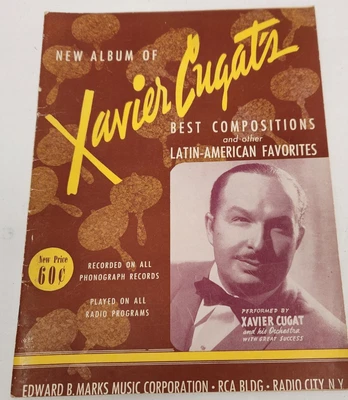 NEW ALBUM OF
Xavier Cugat's
BEST COMPOSITIONS
and other
LATIN-AMERICAN FAVORITES
New Price
60¢
RECORDED ON ALL
PHONOGRAPH RECORDS
PLAYED ON ALL
RADIO PROGRAMS
PERFORMED BY
XAVIER CUGAT
and his Orchestra
WITH GREAT SUCCESS
EDWARD B. MARKS MUSIC CORPORATION • RCA BLDG • RADIO CITY N.Y.